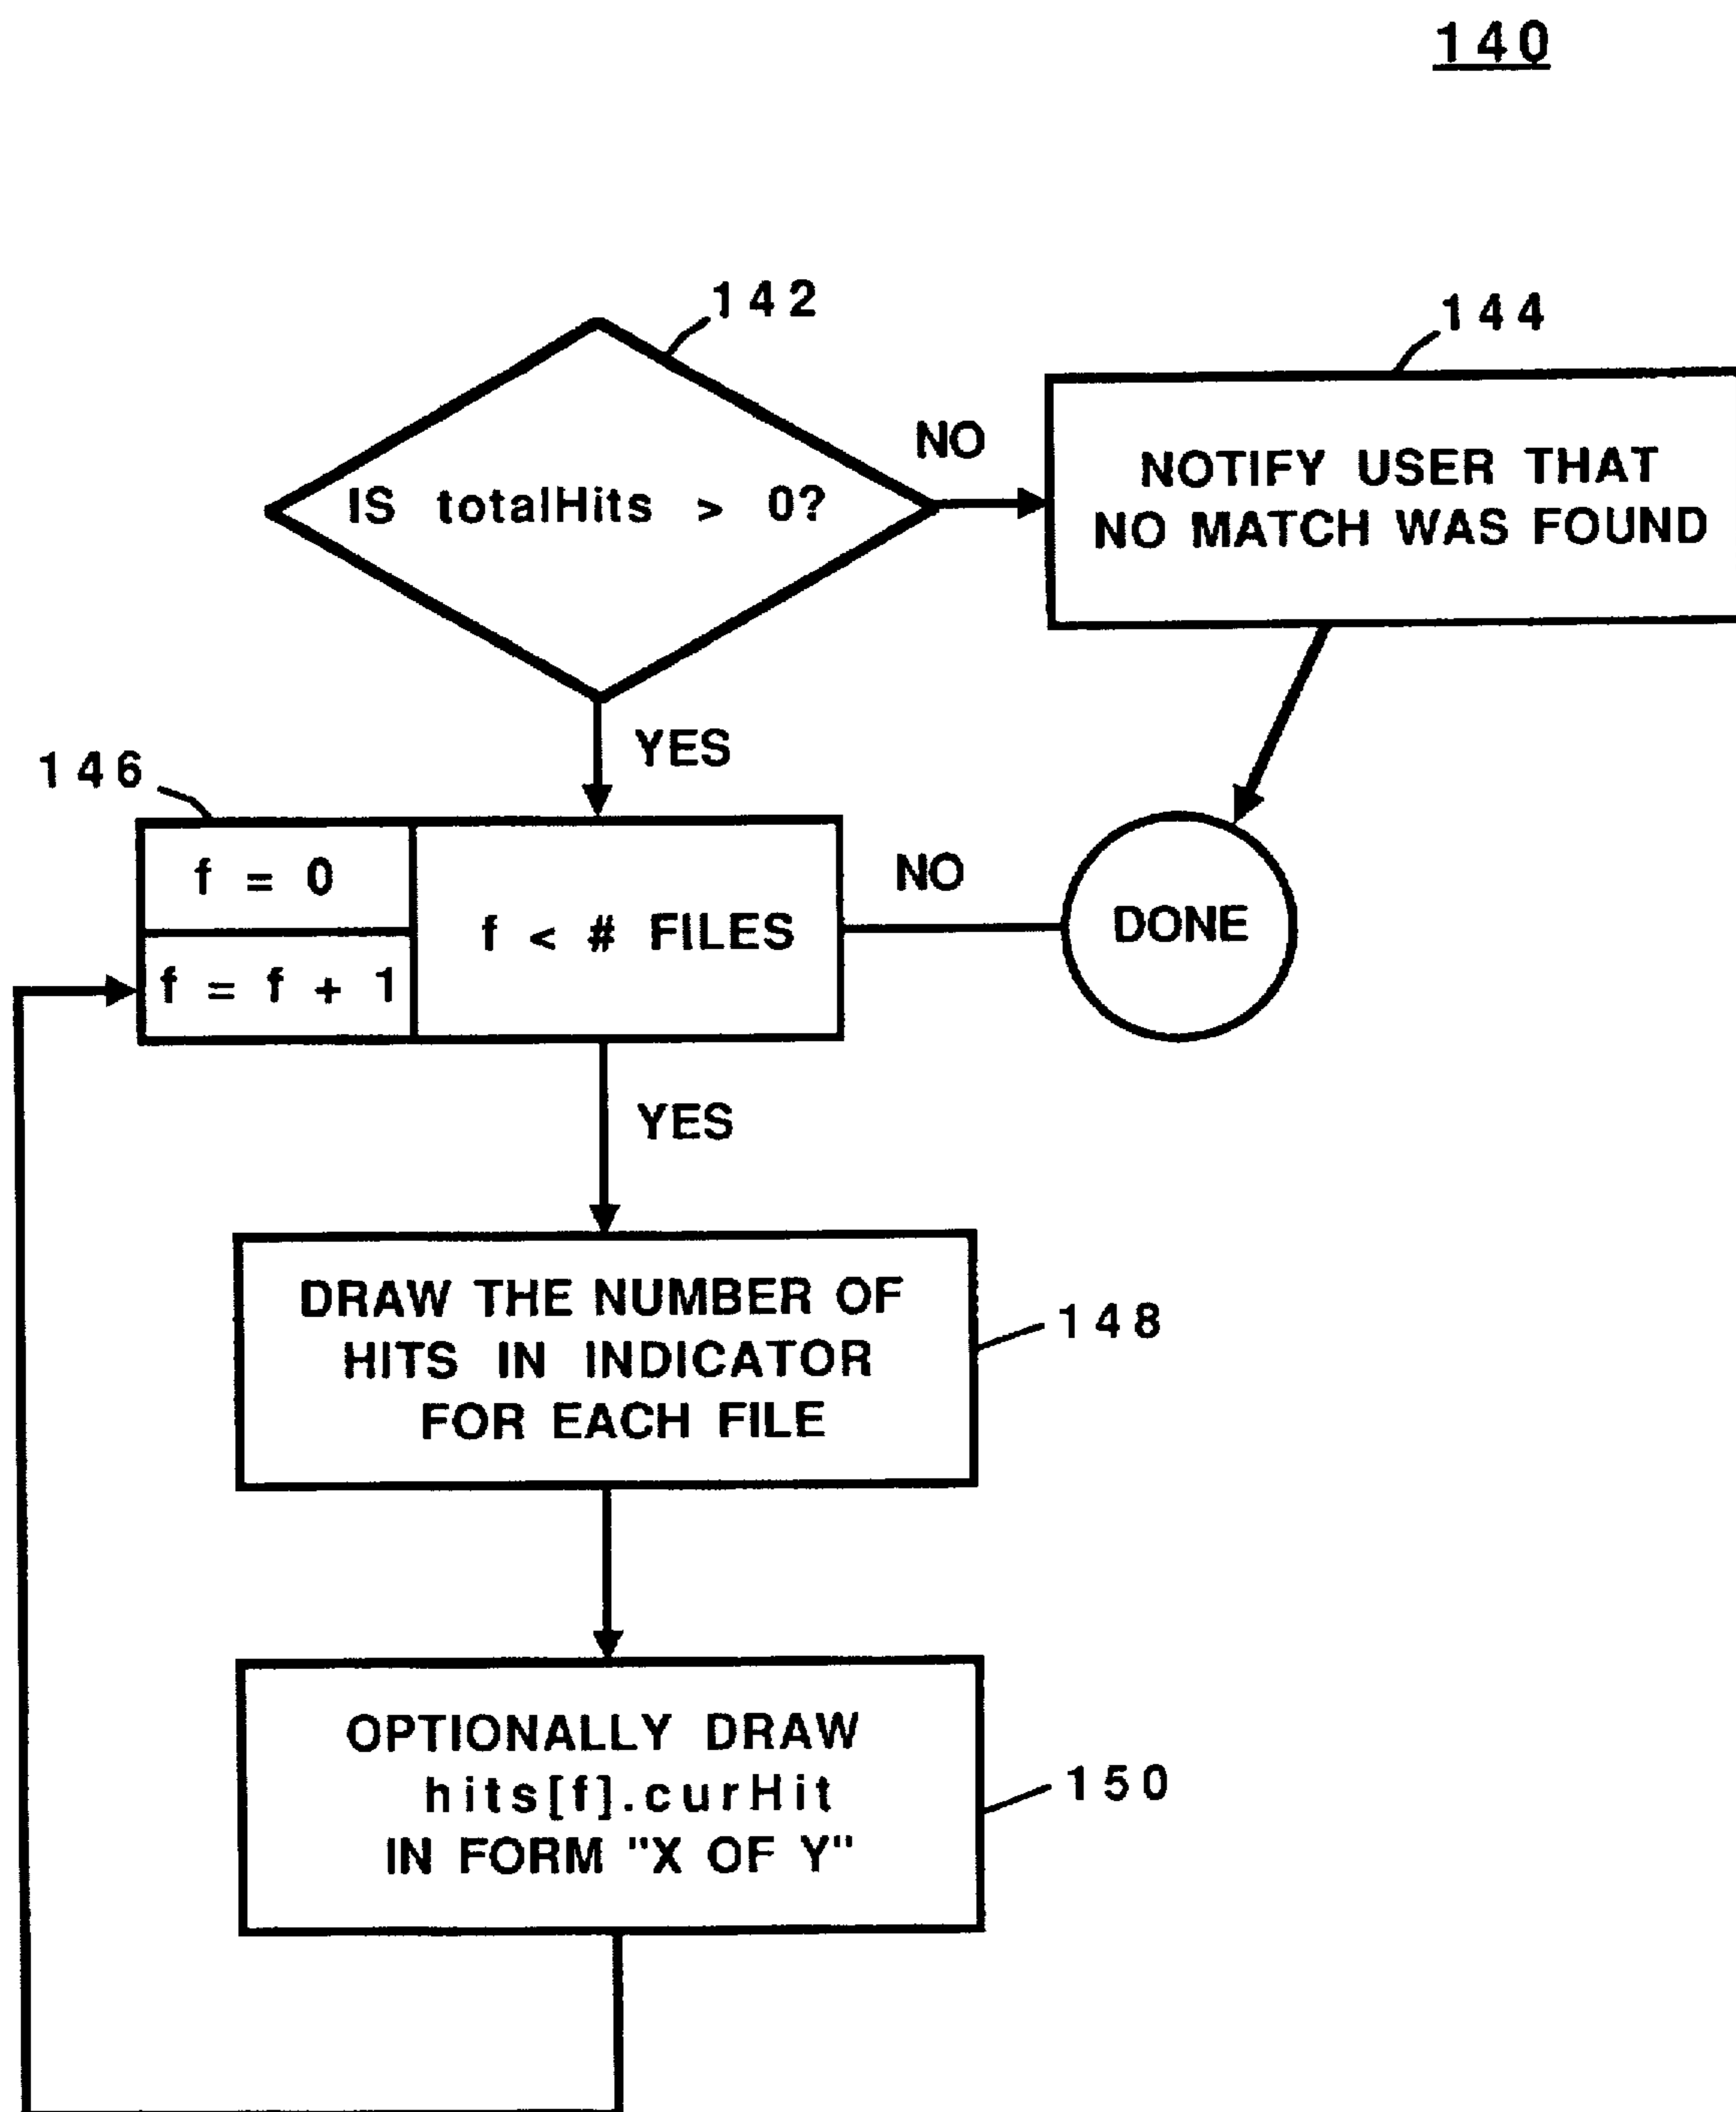 140
142
144
IS totalHits > 0?
NO
NOTIFY USER THAT
NO MATCH WAS FOUND
YES
146
f = 0
f = f + 1
f < # FILES
NO
DONE
YES
DRAW THE NUMBER OF
HITS IN INDICATOR
FOR EACH FILE
148
OPTIONALLY DRAW
hits[f].curHit
IN FORM "X OF Y"
150